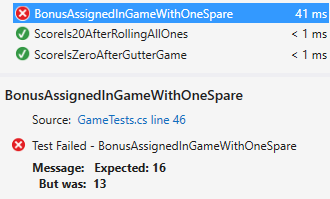 BonusAssignedInGameWithOneSpare 41 ms
ScoreIs20AfterRollingAllOnes < 1 ms
ScoreIsZeroAfterGutterGame < 1 ms
BonusAssignedInGameWithOneSpare
Source: GameTests.cs line 46
Test Failed - BonusAssignedInGameWithOneSpare
Message: Expected: 16
But was: 13